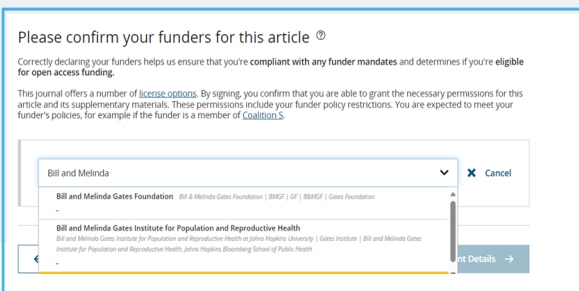 Please confirm your funders for this article ?
Correctly declaring your funders helps us ensure that you're compliant with any funder mandates and determines if you're eligible
for open access funding.
This journal offers a number of license options. By signing, you confirm that you are able to grant the necessary permissions for this
article and its supplementary materials. These permissions include your funder policy restrictions. You are expected to meet your
funder's policies, for example if the funder is a member of Coalition S.
Bill and Melinda
Cancel
Bill and Melinda Gates Foundation Bill & Melinda Gates Foundation | BMGF | GF | B&MGF | Gates Foundation
–
Bill and Melinda Gates Institute for Population and Reproductive Health
Bill and Melinda Gates Institute for Population and Reproductive Health at Johns Hopkins University | Gates Institute | Bill and Melinda Gates
Institute for Population and Reproductive Health, Johns Hopkins Bloomberg School of Public Health
–
nt Details